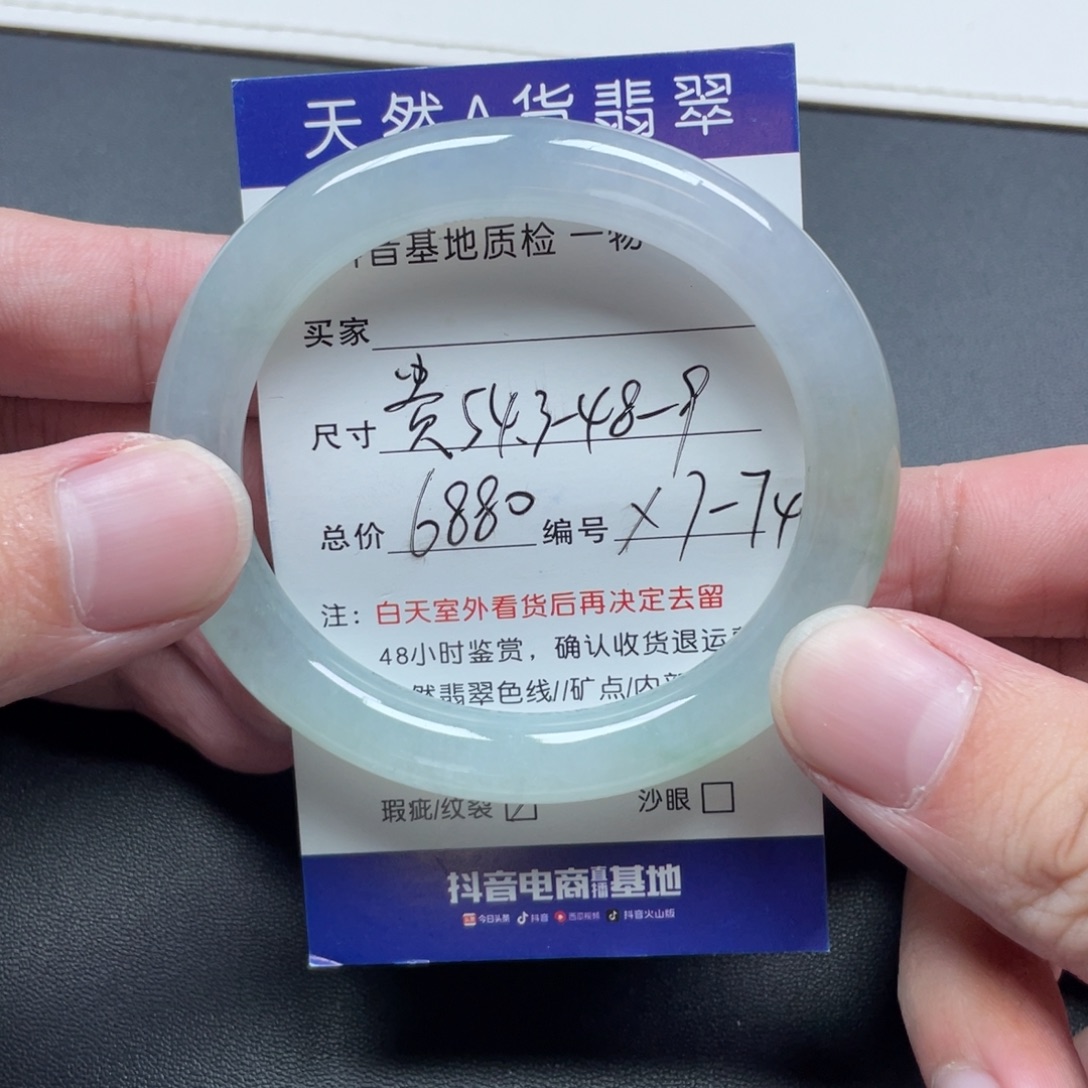 天然A货翡翠
音基地质检 一物
买家
尺寸 贵54.3-48-9
总价 6880 编号 X7-74
注：白天室外看货后再决定去留
48小时鉴赏，确认收货退运
然翡翠色线//矿点/内部
瑕疵/纹裂 沙眼
抖音电商直播基地
今日头条 抖音 西瓜视频 抖音火山版